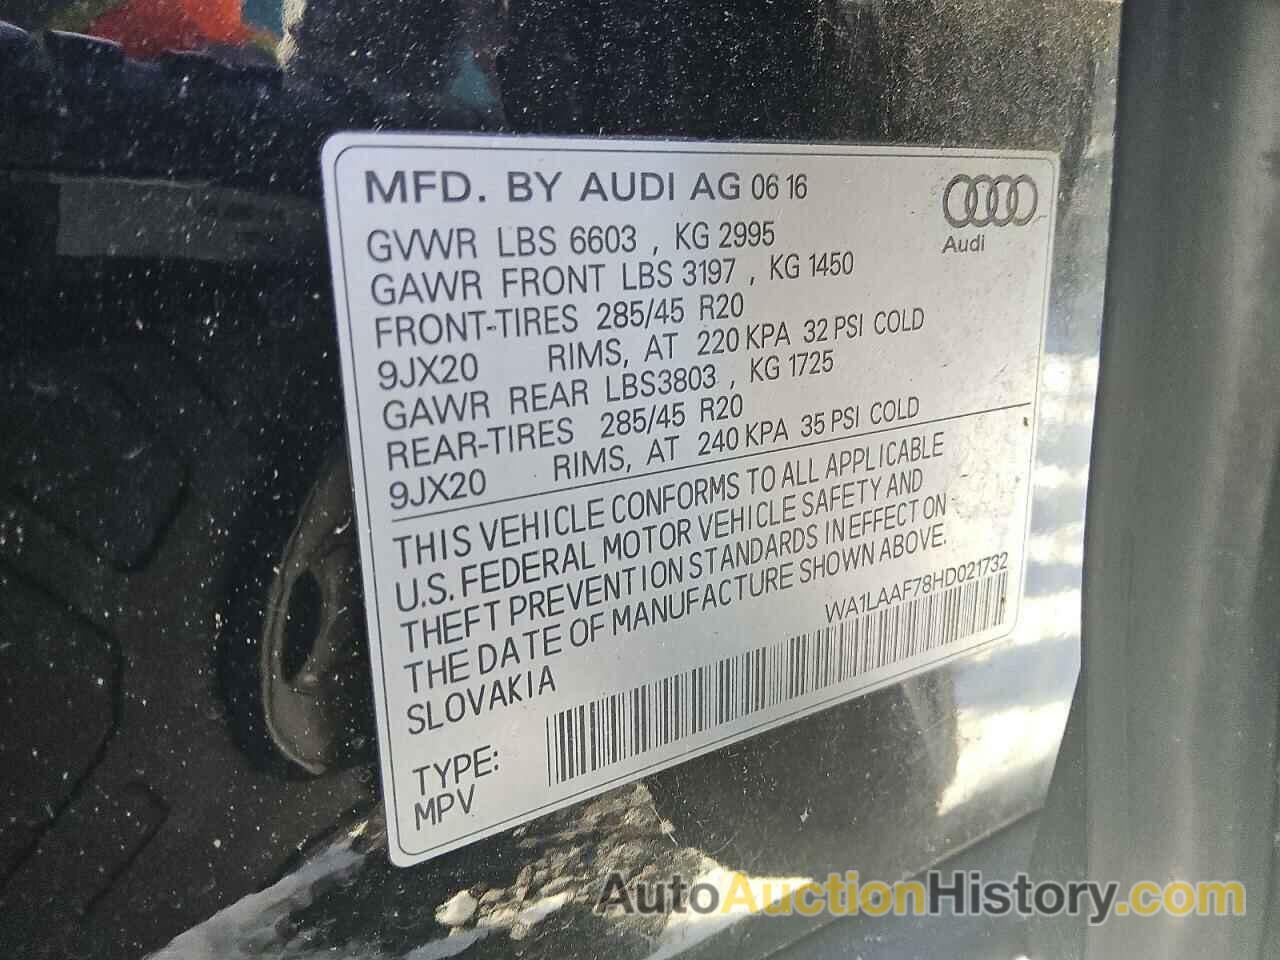 MFD. BY AUDI AG 06 16
Audi
GVWR LBS 6603 , KG 2995
GAWR FRONT LBS 3197 , KG 1450
FRONT-TIRES 285/45 R20
9JX20 RIMS, AT 220 KPA 32 PSI COLD
GAWR REAR LBS3803 , KG 1725
REAR-TIRES 285/45 R20
9JX20 RIMS, AT 240 KPA 35 PSI COLD
THIS VEHICLE CONFORMS TO ALL APPLICABLE
U.S. FEDERAL MOTOR VEHICLE SAFETY AND
THEFT PREVENTION STANDARDS IN EFFECT ON
THE DATE OF MANUFACTURE SHOWN ABOVE.
SLOVAKIA
WA1LAAF78HD021732
TYPE:
MPV
AutoAuctionHistory.com